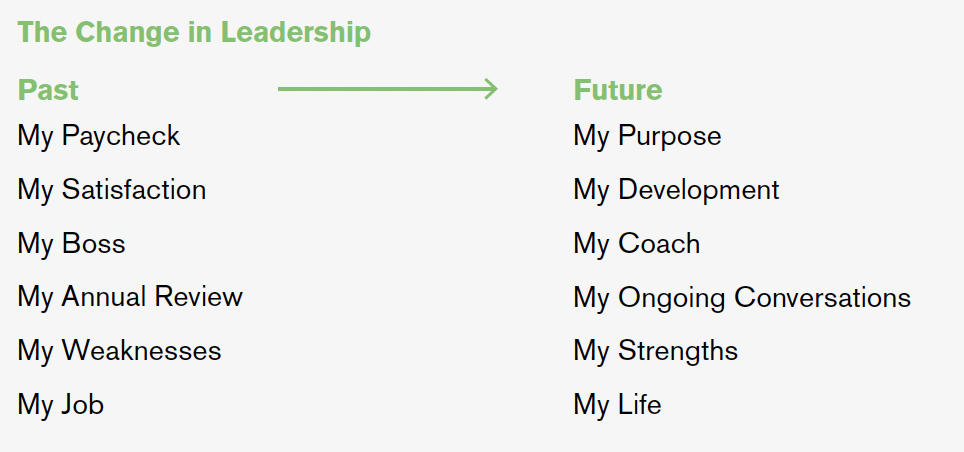 The Change in Leadership
Past Future
My Paycheck My Purpose
My Satisfaction My Development
My Boss My Coach
My Annual Review My Ongoing Conversations
My Weaknesses My Strengths
My Job My Life